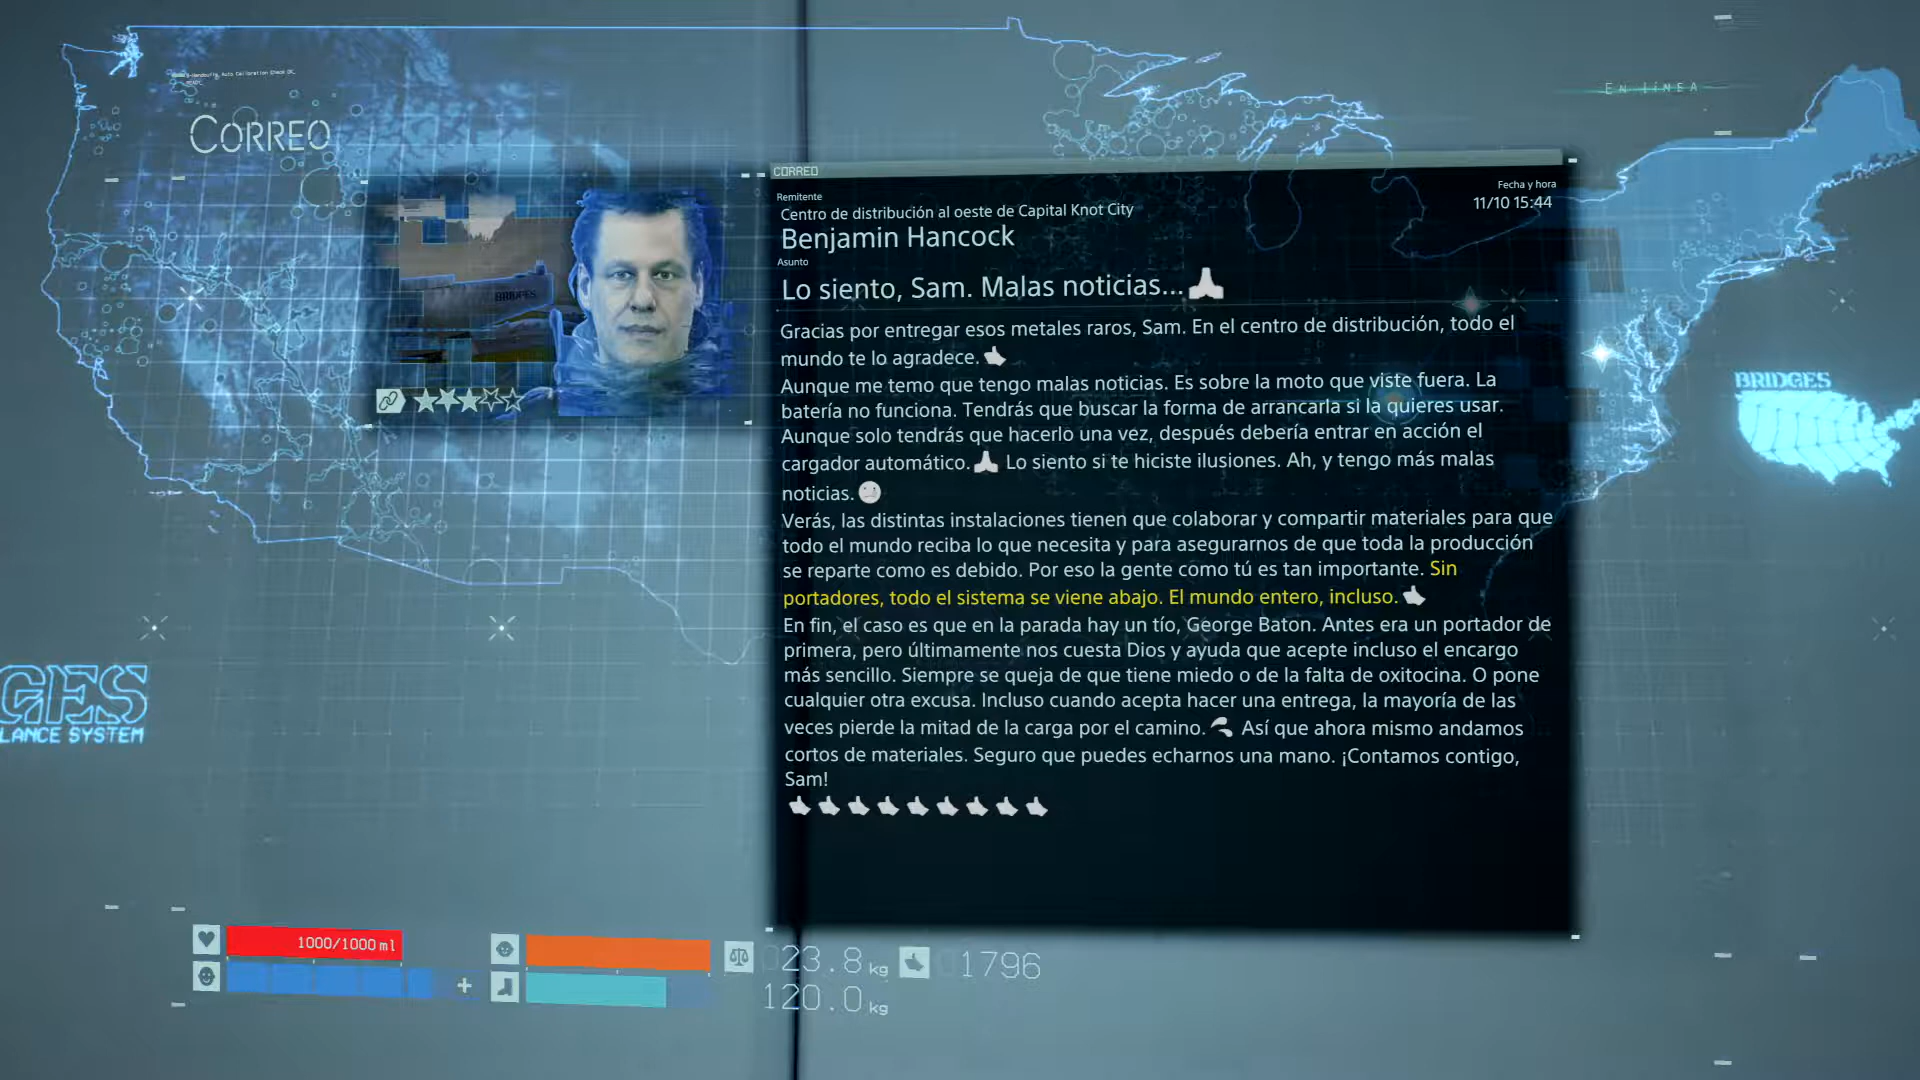 CORREO
EN LÍNEA
CORREO
Remitente
Fecha y hora
Centro de distribución al oeste de Capital Knot City
11/10 15:44
Benjamin Hancock
Asunto
Lo siento, Sam. Malas noticias...
Gracias por entregar esos metales raros, Sam. En el centro de distribución, todo el
mundo te lo agradece.
Aunque me temo que tengo malas noticias. Es sobre la moto que viste fuera. La
batería no funciona. Tendrás que buscar la forma de arrancarla si la quieres usar.
Aunque solo tendrás que hacerlo una vez, después debería entrar en acción el
cargador automático. Lo siento si te hiciste ilusiones. Ah, y tengo más malas
noticias.
Verás, las distintas instalaciones tienen que colaborar y compartir materiales para que
todo el mundo reciba lo que necesita y para asegurarnos de que toda la producción
se reparte como es debido. Por eso la gente como tú es tan importante. Sin
portadores, todo el sistema se viene abajo. El mundo entero, incluso.
En fin, el caso es que en la parada hay un tío, George Baton. Antes era un portador de
primera, pero últimamente nos cuesta Dios y ayuda que acepte incluso el encargo
más sencillo. Siempre se queja de que tiene miedo o de la falta de oxitocina. O pone
cualquier otra excusa. Incluso cuando acepta hacer una entrega, la mayoría de las
veces pierde la mitad de la carga por el camino. Así que ahora mismo andamos
cortos de materiales. Seguro que puedes echarnos una mano. ¡Contamos contigo,
Sam!
BRIDGES
BRIDGES
GES
LANCE SYSTEM
1000/1000 ml
23.8 kg
1796
120.0 kg